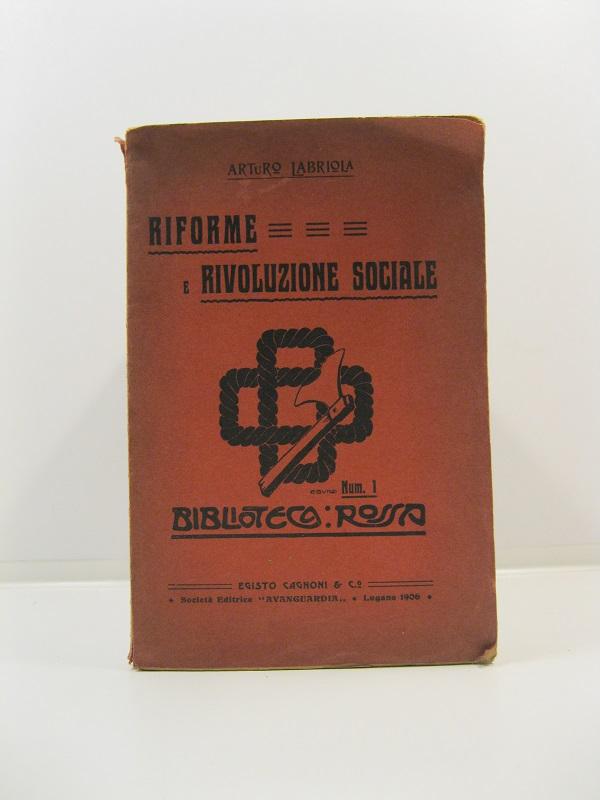 ARTURO LABRIOLA
RIFORME
E RIVOLUZIONE SOCIALE
Num. 1
BIBLIOTECA: ROSSA
EGISTO CAGNONI & C.º
Società Editrice "AVANGUARDIA" • Lugano 1906